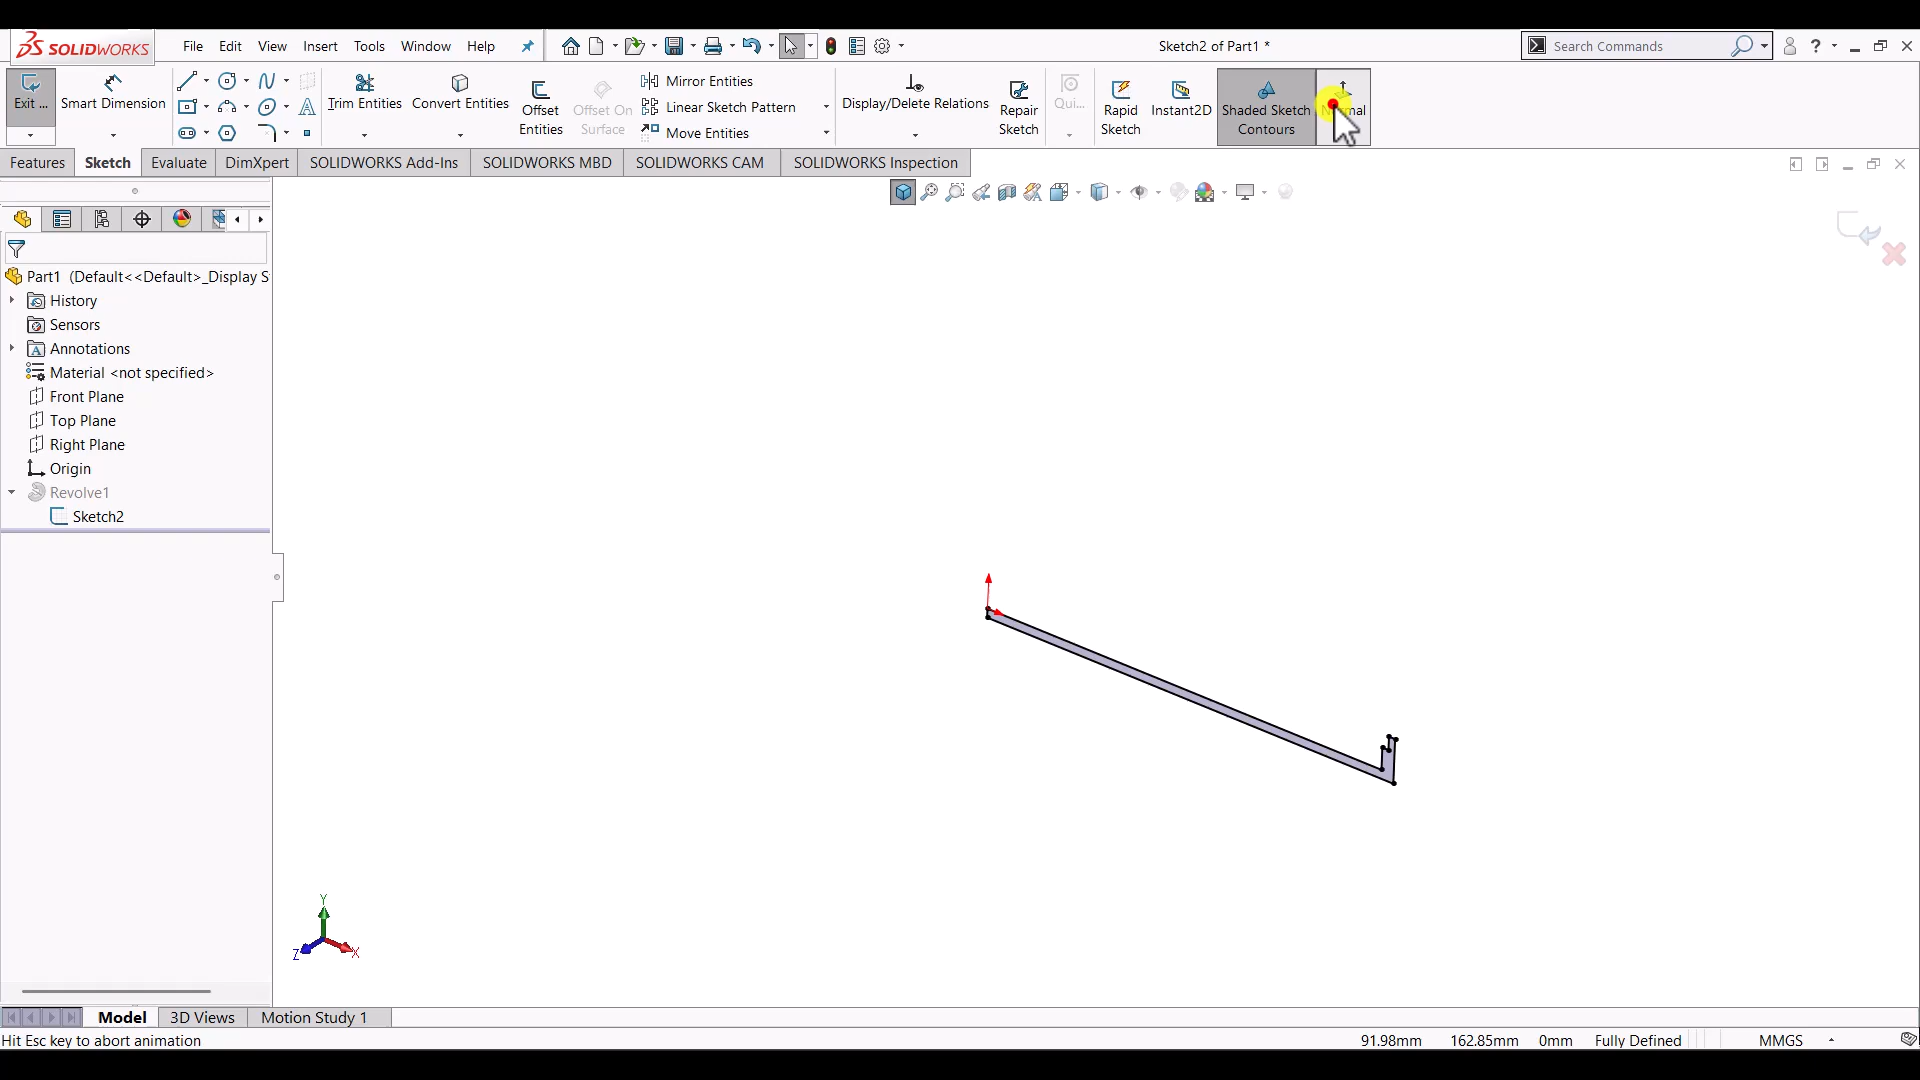 SOLIDWORKS File Edit View Insert Tools Window Help Sketch2 of Part1 * Search Commands ?
Exit ... Smart Dimension Trim Entities Convert Entities Offset Entities Offset On Surface Mirror Entities Linear Sketch Pattern Move Entities Display/Delete Relations Repair Sketch Qui... Rapid Sketch Instant2D Shaded Sketch Contours
Features Sketch Evaluate DimXpert SOLIDWORKS Add-Ins SOLIDWORKS MBD SOLIDWORKS CAM SOLIDWORKS Inspection
Part1 (Default<<Default>_Display S
History
Sensors
Annotations
Material <not specified>
Front Plane
Top Plane
Right Plane
Origin
Revolve1
Sketch2
Y
Z X
Model 3D Views Motion Study 1
Hit Esc key to abort animation 91.98mm 162.85mm 0mm Fully Defined MMGS